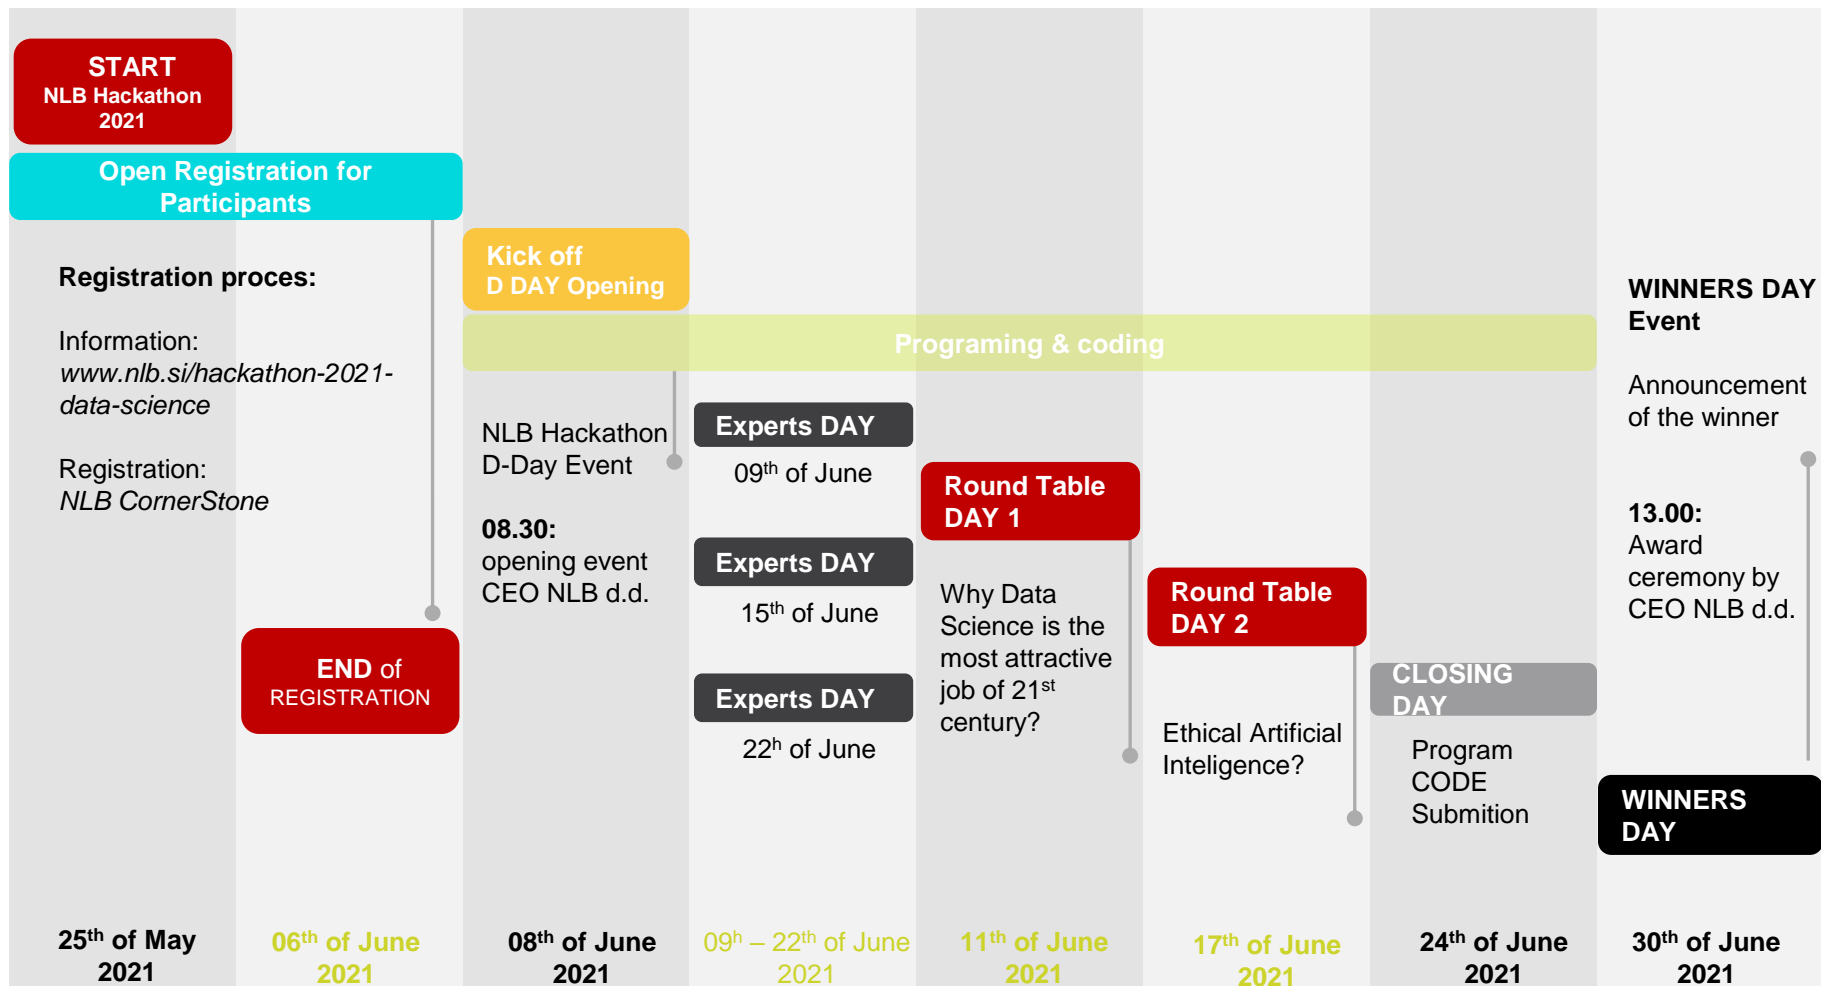 START
NLB Hackathon
2021
Open Registration for
Participants
Registration proces:
Information:
www.nlb.si/hackathon-2021-
data-science
Registration:
NLB CornerStone
END of
REGISTRATION
Kick off
D DAY Opening
Programing & coding
NLB Hackathon
D-Day Event
08.30:
opening event
CEO NLB d.d.
Experts DAY
09th of June
Experts DAY
15th of June
Experts DAY
22h of June
Round Table
DAY 1
Why Data
Science is the
most attractive
job of 21st
century?
Round Table
DAY 2
Ethical Artificial
Inteligence?
CLOSING
DAY
Program
CODE
Submition
WINNERS DAY
Event
Announcement
of the winner
13.00:
Award
ceremony by
CEO NLB d.d.
WINNERS
DAY
25th of May
2021
06th of June
2021
08th of June
2021
09h – 22th of June
2021
11th of June
2021
17th of June
2021
24th of June
2021
30th of June
2021